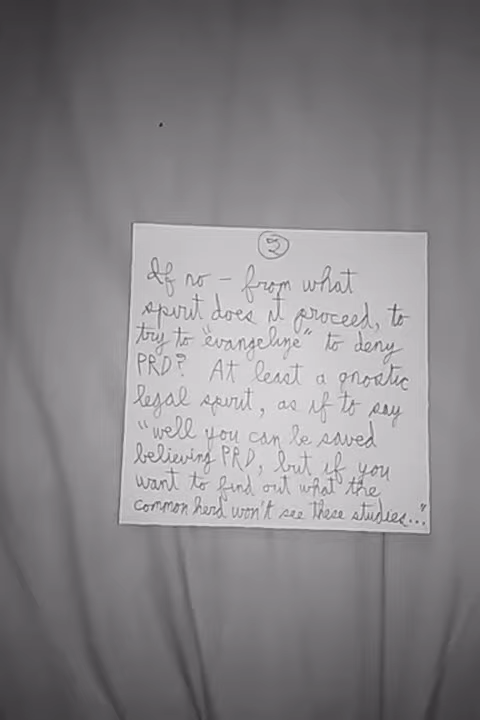 2
If no - from what
spirit does it proceed, to
try to "evangelize" to deny
PRD? At least a gnostic
legal spirit, as if to say
"well you can be saved
believing PRD, but if you
want to find out what the
common herd won't see these studies..."